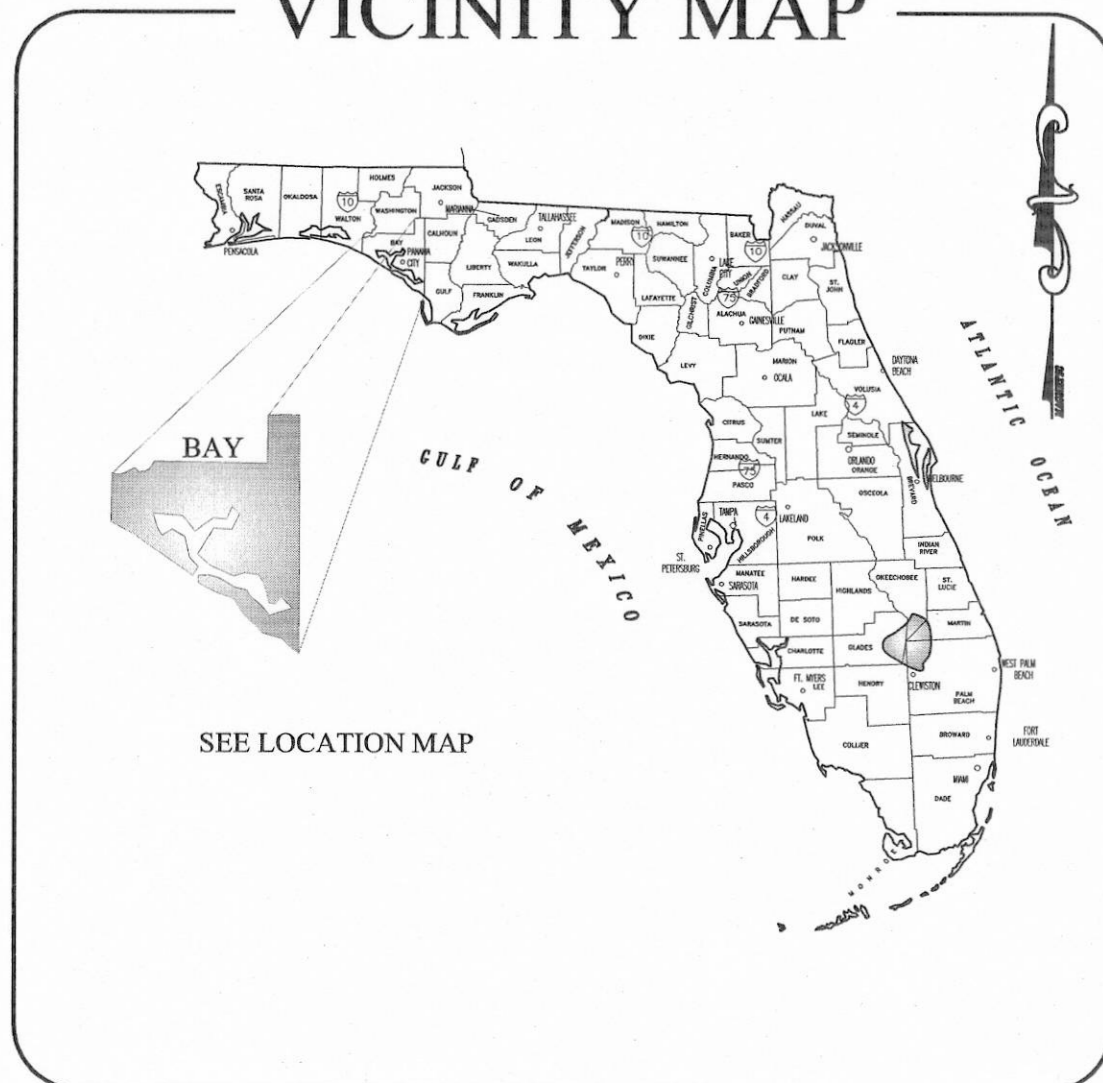 VICINITY MAP
HOLMES
JACKSON
SANTA
ROSA
ESCAMBIA
OKALOOSA
10
WALTON
WASHINGTON
MARIANNA
GADSDEN
TALLAHASSEE
CALHOUN
LEON
JEFFERSON
MADISON
10
HAMILTON
BAKER
10
NASSAU
DUVAL
JACKSONVILLE
PENSACOLA
BAY
PANAMA
CITY
LIBERTY
WAKULLA
TAYLOR
PERRY
SUWANNEE
COLUMBIA
LAKE
CITY
UNION
BRADFORD
CLAY
ST.
JOHN
GULF
FRANKLIN
LAFAYETTE
GILCHRIST
75
ALACHUA
GAINESVILLE
PUTNAM
FLAGLER
DIXIE
LEVY
MARION
OCALA
DAYTONA
BEACH
VOLUSIA
4
LAKE
CITRUS
SUMTER
SEMINOLE
ORLANDO
ORANGE
HERNANDO
75
PASCO
BREVARD
MELBOURNE
OSCEOLA
PINELLAS
TAMPA
4
HILLSBOROUGH
LAKELAND
POLK
ST.
PETERSBURG
INDIAN
RIVER
MANATEE
SARASOTA
HARDEE
HIGHLANDS
OKEECHOBEE
ST.
LUCIE
SARASOTA
DE SOTO
MARTIN
CHARLOTTE
GLADES
FT. MYERS
LEE
HENDRY
CLEWISTON
WEST PALM
BEACH
PALM
BEACH
COLLIER
BROWARD
FORT
LAUDERDALE
MIAMI
DADE
MONROE
ATLANTIC OCEAN
GULF OF MEXICO
BAY
SEE LOCATION MAP